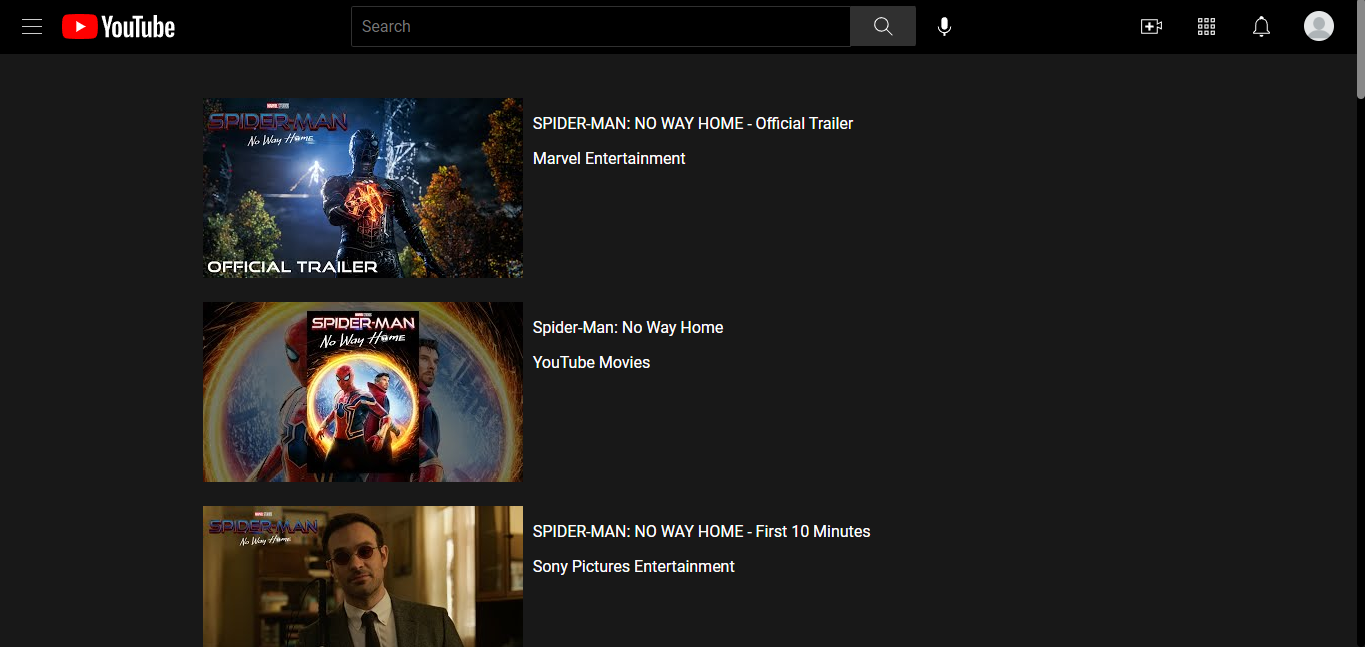 YouTube
Search
MARVEL STUDIOS
SPIDER-MAN
No Way Home
OFFICIAL TRAILER
SPIDER-MAN: NO WAY HOME - Official Trailer
Marvel Entertainment
SPIDER-MAN
No Way Home
Spider-Man: No Way Home
YouTube Movies
SPIDER-MAN
No Way Home
SPIDER-MAN: NO WAY HOME - First 10 Minutes
Sony Pictures Entertainment